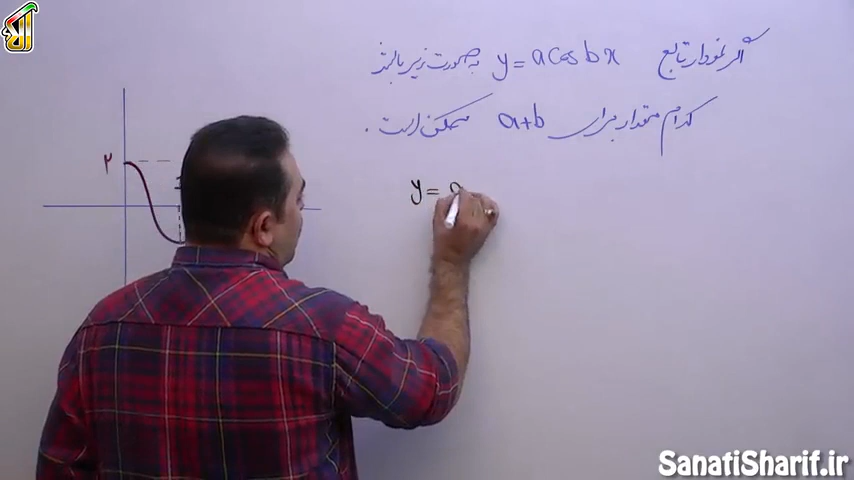 اگر نمودار تابع y = a cos bx به صورت زیر باشد
کدام مقدار برای a+b ممکن است.
۲
y = a
SanatiSharif.ir